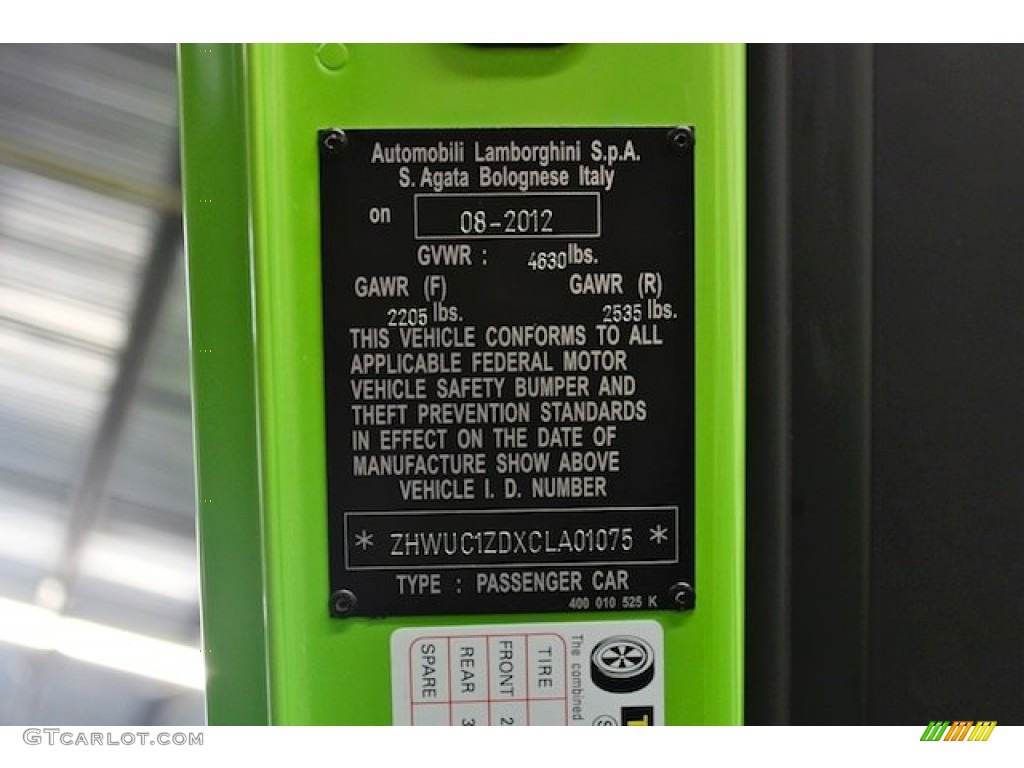 Automobili Lamborghini S.p.A.
S. Agata Bolognese Italy
on 08-2012
GVWR : 4630 lbs.
GAWR (F) GAWR (R)
2205 lbs. 2535 lbs.
THIS VEHICLE CONFORMS TO ALL
APPLICABLE FEDERAL MOTOR
VEHICLE SAFETY BUMPER AND
THEFT PREVENTION STANDARDS
IN EFFECT ON THE DATE OF
MANUFACTURE SHOW ABOVE
VEHICLE I. D. NUMBER
* ZHWUC1ZDXCLA01075 *
TYPE : PASSENGER CAR
400 010 525 K
The combined
TIRE
FRONT 2
REAR 3
SPARE
GTCARLOT.COM